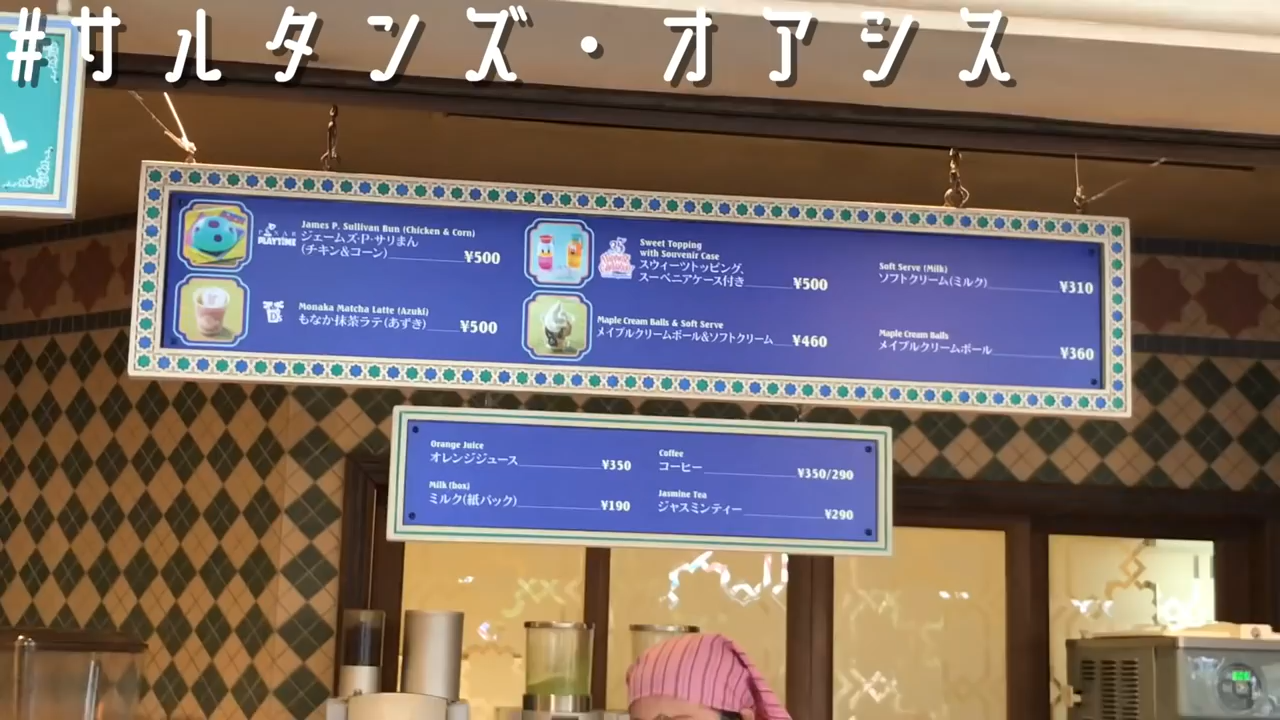 #サルタンズ・オアシス
James P. Sullivan Bun (Chicken & Corn)
PIXAR
PLAYTIME
ジェームズ・P・サリまん
(チキン&コーン) ¥500
Monaka Matcha Latte (Azuki)
もなか抹茶ラテ(あずき) ¥500
Sweet Topping
with Souvenir Case
スウィーツトッピング、
スーベニアケース付き ¥500
Maple Cream Balls & Soft Serve
メイプルクリームボール&ソフトクリーム ¥460
Soft Serve (Milk)
ソフトクリーム(ミルク) ¥310
Maple Cream Balls
メイプルクリームボール ¥360
Orange Juice
オレンジジュース ¥350
Milk (box)
ミルク(紙パック) ¥190
Coffee
コーヒー ¥350/290
Jasmine Tea
ジャスミンティー ¥290